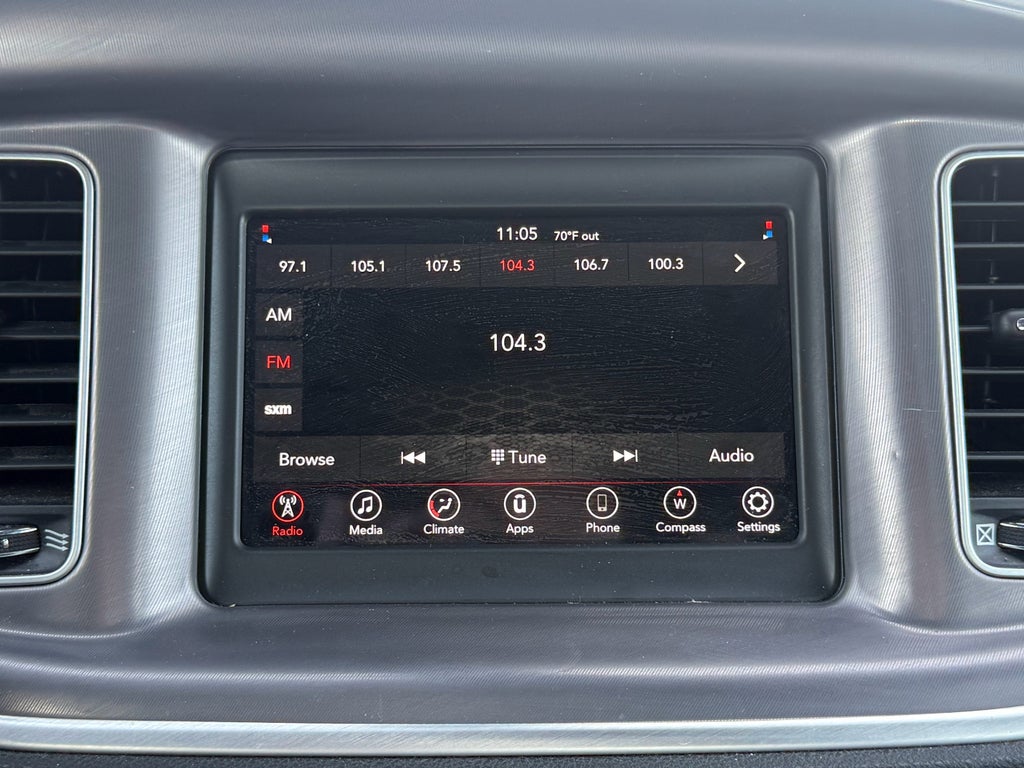 11:05 70°F out
97.1 105.1 107.5 104.3 106.7 100.3
AM
104.3
FM
sxm
Browse Tune Audio
Radio Media Climate Apps Phone Compass Settings
W